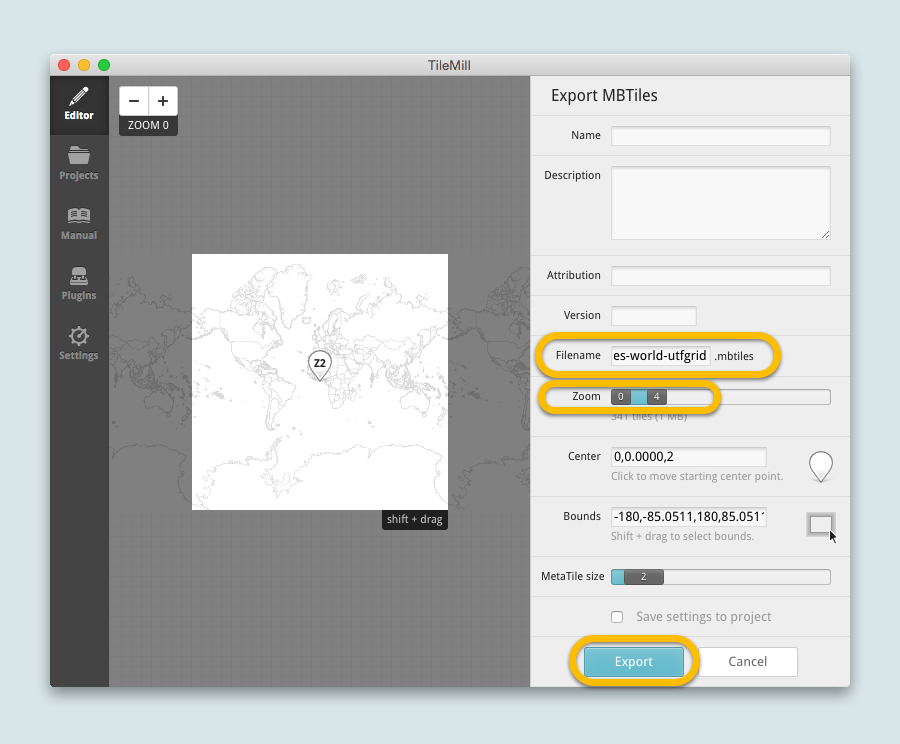 TileMill
Editor
Projects
Manual
Plugins
Settings
− +
ZOOM 0
Z2
shift + drag
Export MBTiles
Name
Description
Attribution
Version
Filename es-world-utfgrid .mbtiles
Zoom 0 4
341 tiles (1 MB)
Center 0,0.0000,2
Click to move starting center point.
Bounds -180,-85.0511,180,85.051
Shift + drag to select bounds.
MetaTile size 2
Save settings to project
Export Cancel